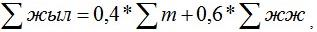 ∑ жыл = 0,4 * ∑ т + 0,6 * ∑ жж ,